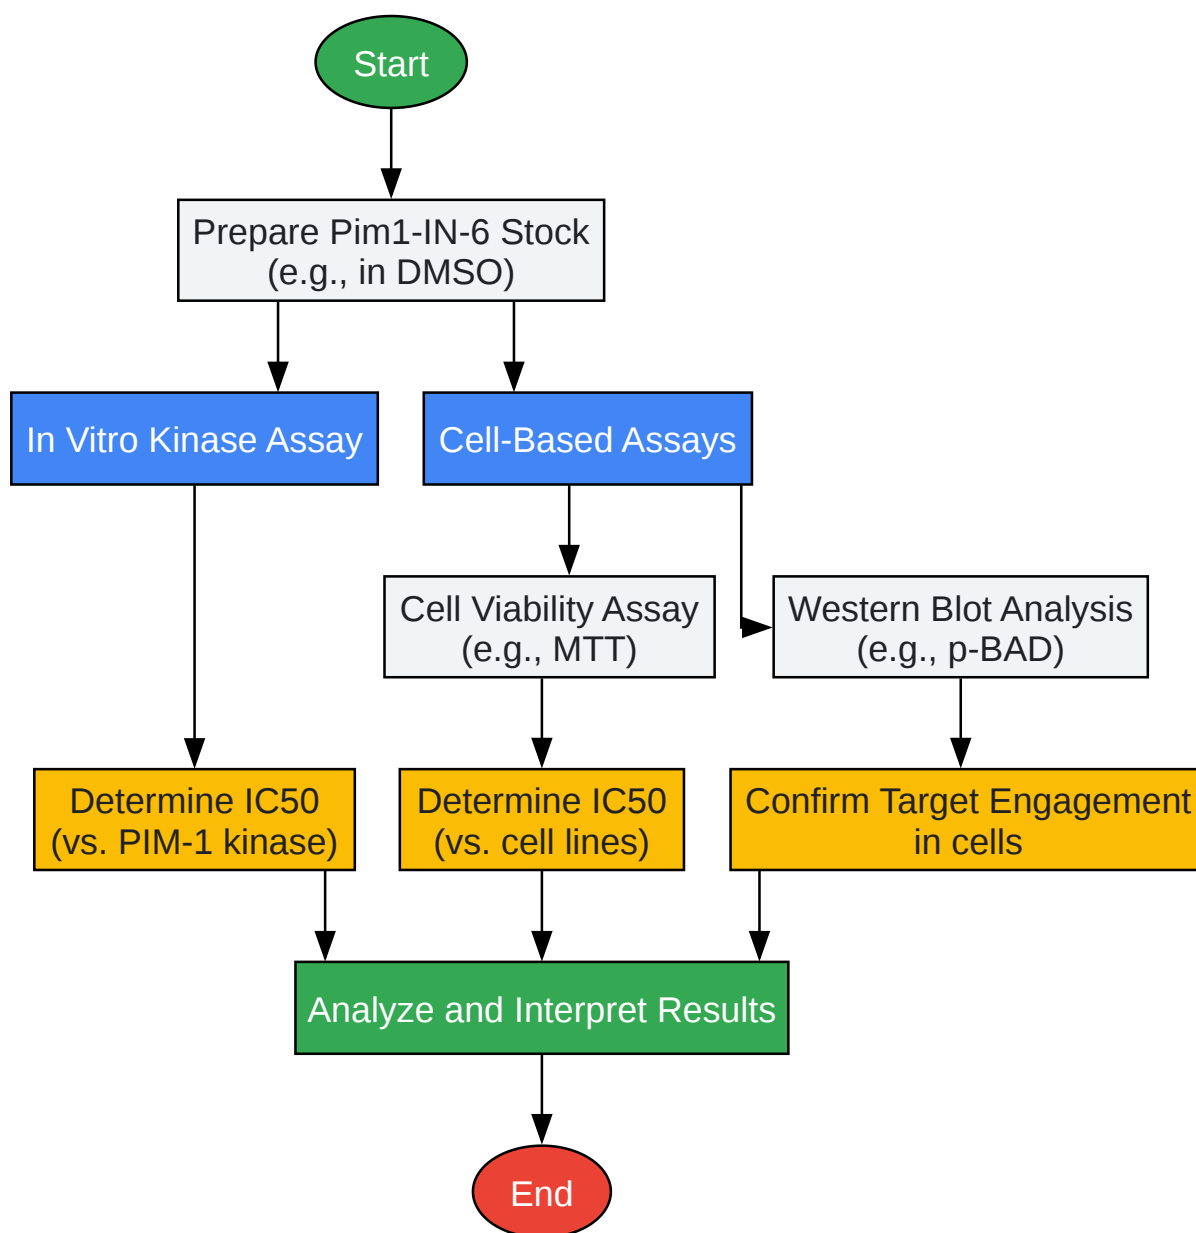 Start
Prepare Pim1-IN-6 Stock
(e.g., in DMSO)
In Vitro Kinase Assay
Cell-Based Assays
Cell Viability Assay
(e.g., MTT)
Western Blot Analysis
(e.g., p-BAD)
Determine IC50
(vs. PIM-1 kinase)
Determine IC50
(vs. cell lines)
Confirm Target Engagement
in cells
Analyze and Interpret Results
End